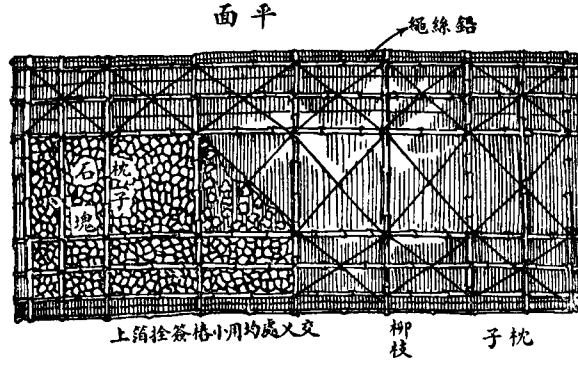 平面
鉛絲繩
枕子
石塊
枕子
柳枝
交乂處均用小樁簽拴箔上